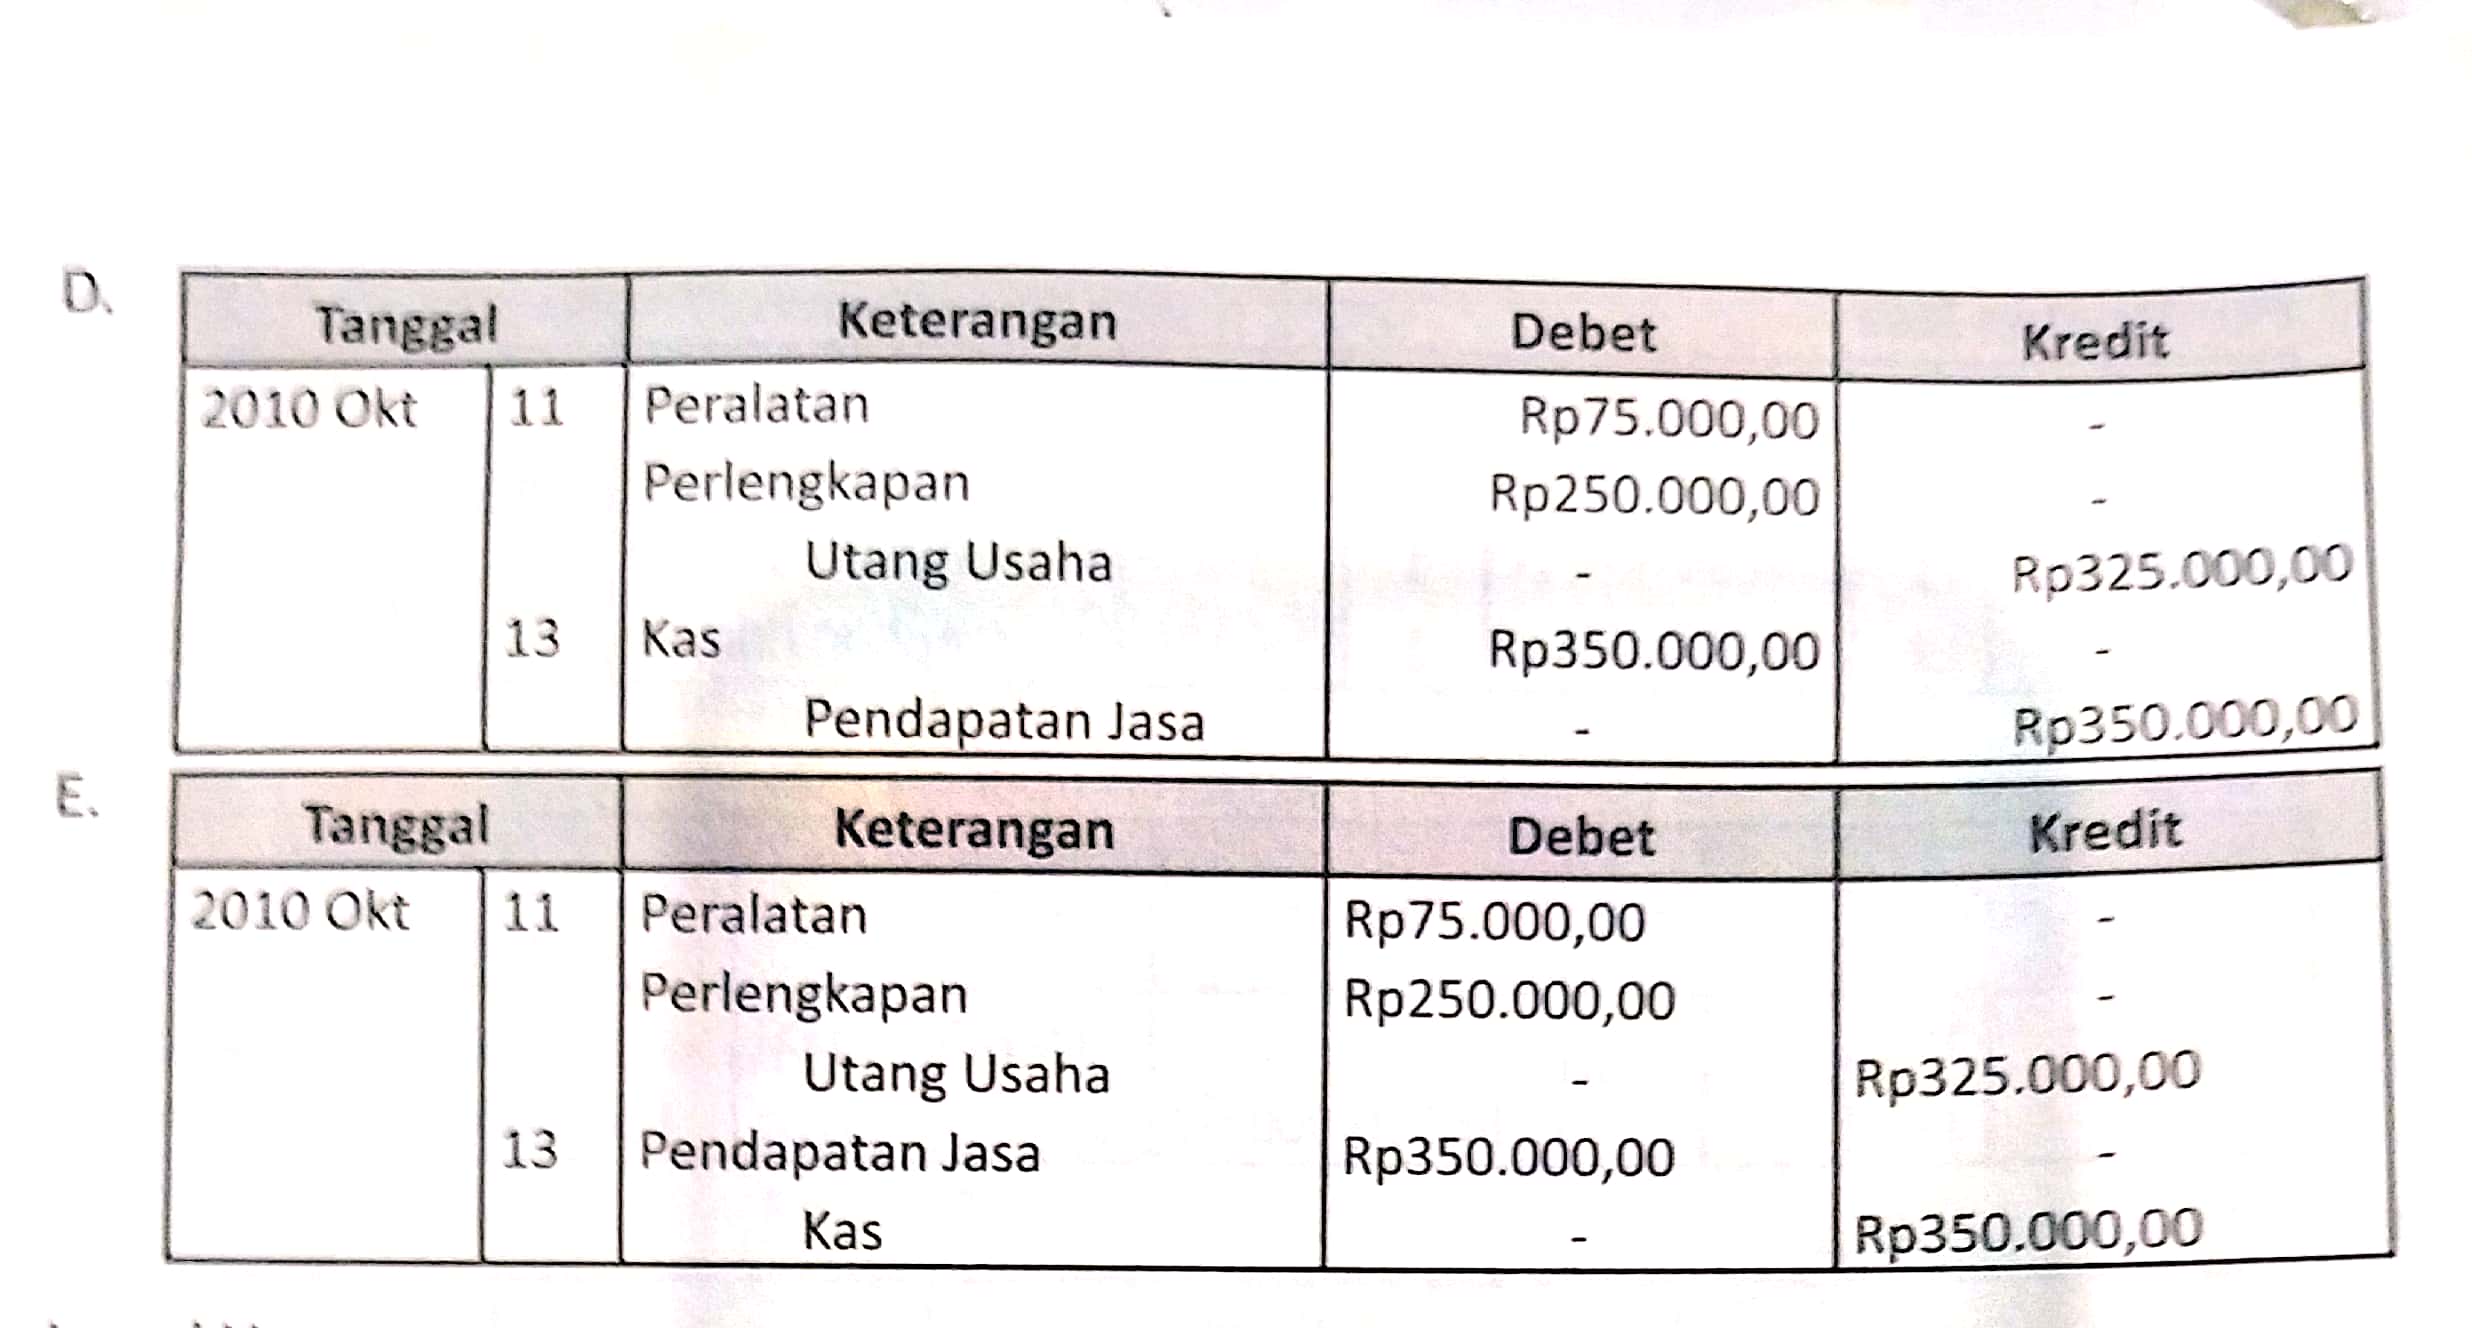 D.
Tanggal Keterangan Debet Kredit
2010 Okt 11 Peralatan Rp75.000,00 -
Perlengkapan Rp250.000,00 -
Utang Usaha - Rp325.000,00
13 Kas Rp350.000,00 -
Pendapatan Jasa - Rp350.000,00
E.
Tanggal Keterangan Debet Kredit
2010 Okt 11 Peralatan Rp75.000,00 -
Perlengkapan Rp250.000,00 -
Utang Usaha - Rp325.000,00
13 Pendapatan Jasa Rp350.000,00 -
Kas - Rp350.000,00